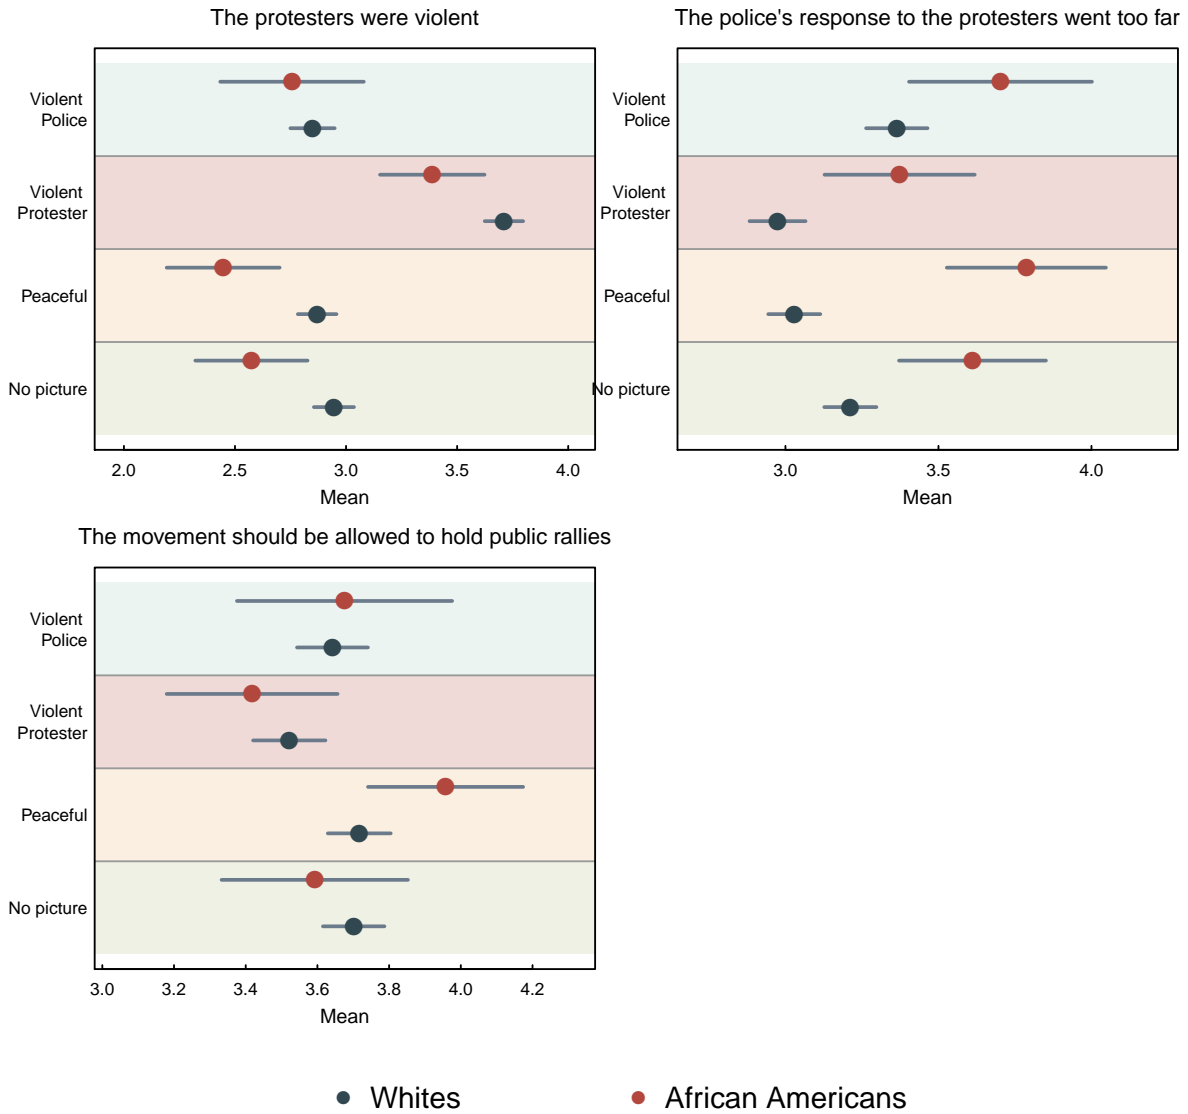 The protesters were violent
Violent
Police
Violent
Protester
Peaceful
No picture
2.0 2.5 3.0 3.5 4.0
Mean
The police's response to the protesters went too far
Violent
Police
Violent
Protester
Peaceful
No picture
3.0 3.5 4.0
Mean
The movement should be allowed to hold public rallies
Violent
Police
Violent
Protester
Peaceful
No picture
3.0 3.2 3.4 3.6 3.8 4.0 4.2
Mean
Whites African Americans